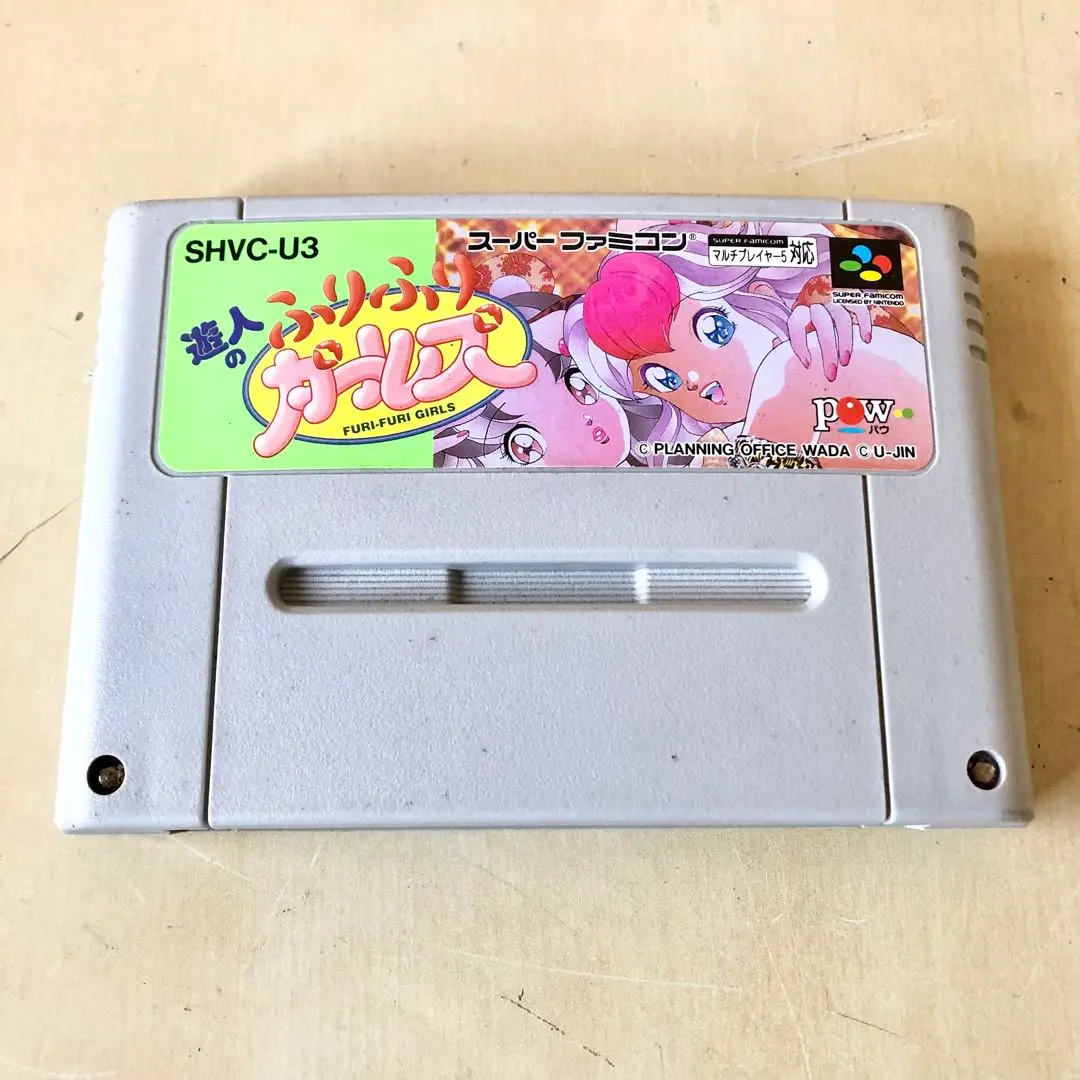 SHVC-U3
スーパーファミコン®
SUPER FAMICOM
マルチプレイヤー5 対応
SUPER FAMICOM
LICENSED BY NINTENDO
遊人の
ふりふり
ガールズ
FURI-FURI GIRLS
pow
パウ
© PLANNING OFFICE WADA © U-JIN